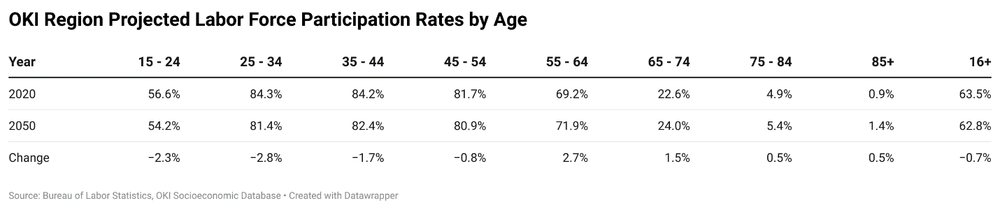 OKI Region Projected Labor Force Participation Rates by Age
Year 15 - 24 25 - 34 35 - 44 45 - 54 55 - 64 65 - 74 75 - 84 85+ 16+
2020 56.6% 84.3% 84.2% 81.7% 69.2% 22.6% 4.9% 0.9% 63.5%
2050 54.2% 81.4% 82.4% 80.9% 71.9% 24.0% 5.4% 1.4% 62.8%
Change −2.3% −2.8% −1.7% −0.8% 2.7% 1.5% 0.5% 0.5% −0.7%
Source: Bureau of Labor Statistics, OKI Socioeconomic Database • Created with Datawrapper